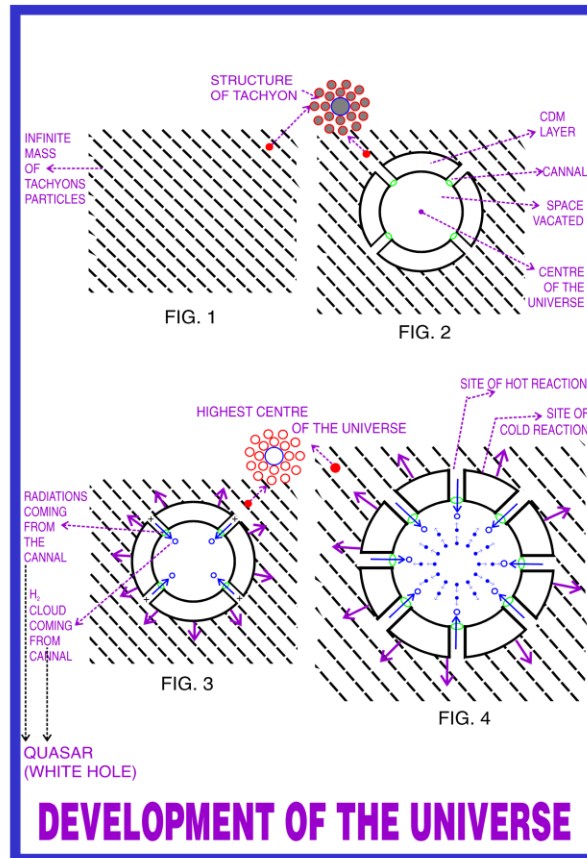 STRUCTURE
OF TACHYON
INFINITE
MASS
OF
TACHYONS
PARTICLES
CDM
LAYER
CANNAL
SPACE
VACATED
CENTRE
OF THE
UNIVERSE
FIG. 1
FIG. 2
SITE OF HOT REACTION
SITE OF
COLD REACTION
HIGHEST CENTRE
OF THE UNIVERSE
RADIATIONS
COMING
FROM
THE
CANNAL
H₂
CLOUD
COMING
FROM
CANNAL
FIG. 3
FIG. 4
QUASAR
(WHITE HOLE)
DEVELOPMENT OF THE UNIVERSE